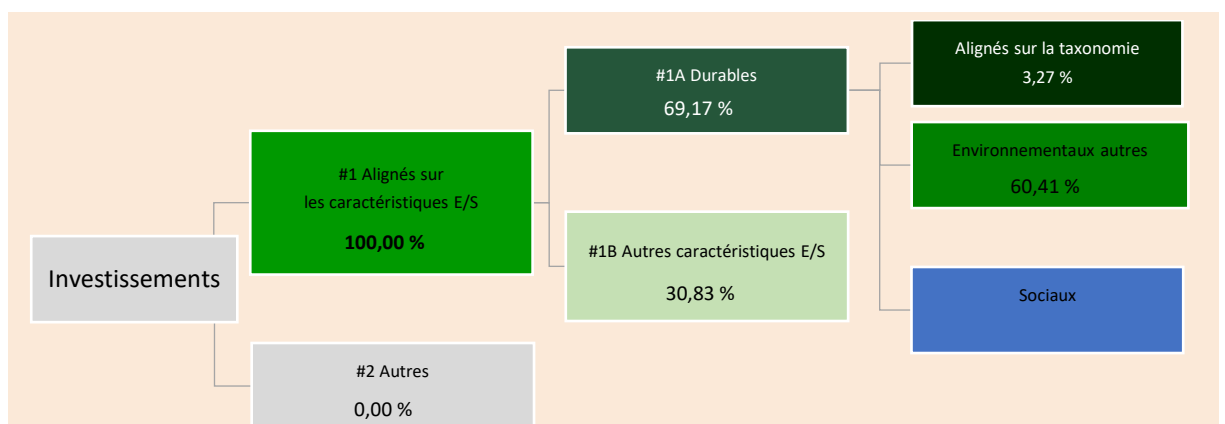 Investissements
#1 Alignés sur
les caractéristiques E/S
100,00 %
#2 Autres
0,00 %
#1A Durables
69,17 %
#1B Autres caractéristiques E/S
30,83 %
Alignés sur la taxonomie
3,27 %
Environnementaux autres
60,41 %
Sociaux